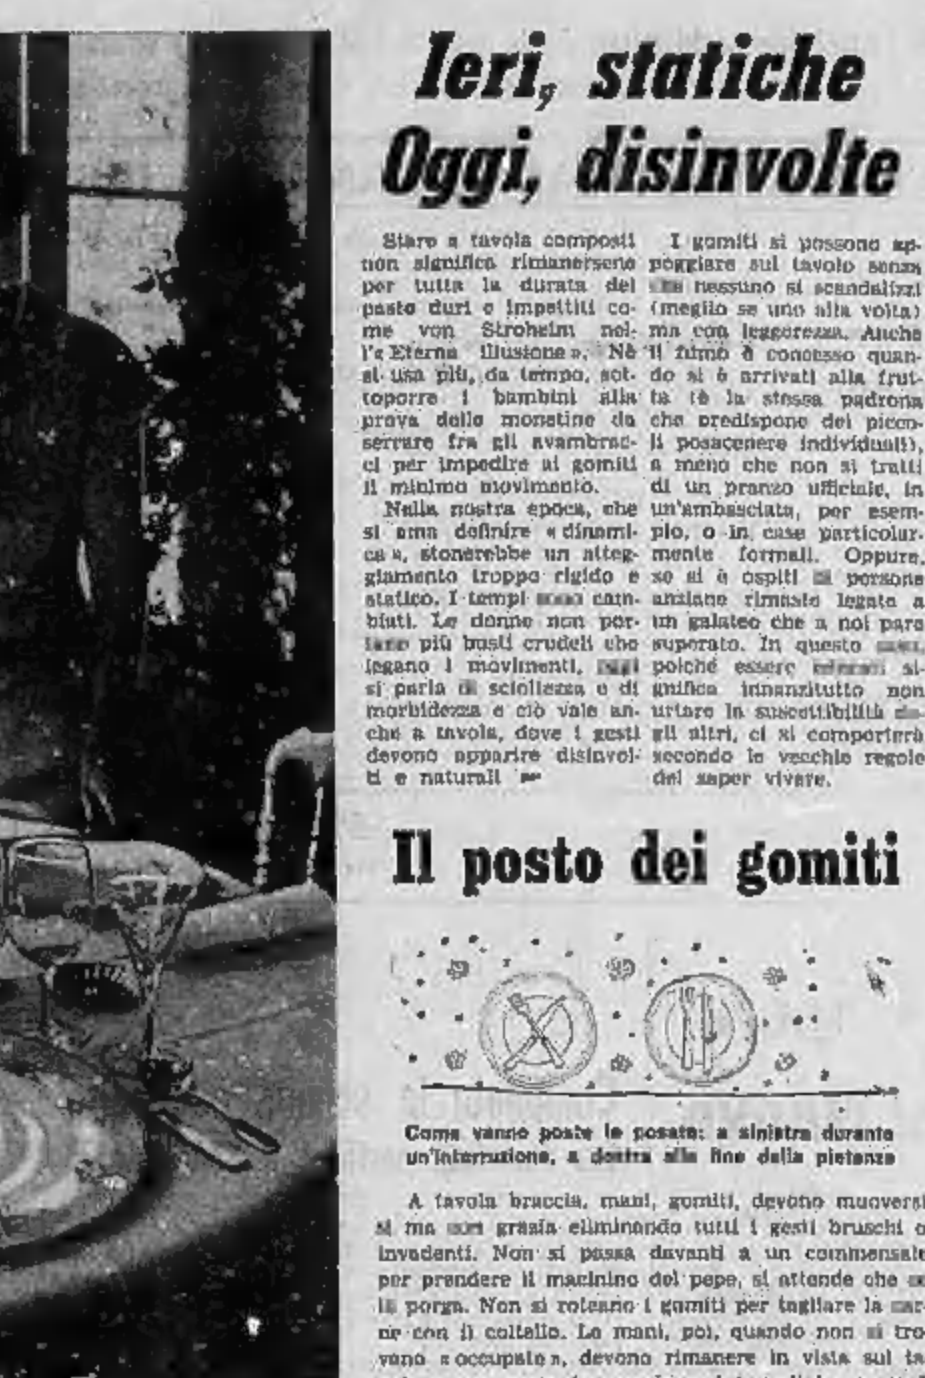 Ieri, statiche
Oggi, disinvolte
Stare a tavola composti
non significa rimanersene
per tutta la durata del
pasto duri e impettiti co-
me von Stroheim nel-
l'« Eterna illusione ». Nè
si usa più, da tempo, sot-
toporre i bambini alla
prova delle monetine da
serrare fra gli avambrac-
ci per impedire ai gomiti
il minimo movimento.
Nella nostra epoca, che
si ama definire « dinami-
ca », stonerebbe un atteg-
giamento troppo rigido e
statico. I tempi sono cam-
biati. Le donne non por-
tano più busti crudeli che
legano i movimenti, oggi
si parla di scioltezza e di
morbidezza e ciò vale an-
che a tavola, dove i gesti
devono apparire disinvol-
ti e naturali
I gomiti si possono ap-
poggiare sul tavolo senza
che nessuno si scandalizzi
(meglio se uno alla volta)
ma con leggerezza. Anche
il fumo è concesso quan-
do si è arrivati alla frut-
ta (è la stessa padrona
che predispone dei picco-
li posacenere individuali),
a meno che non si tratti
di un pranzo ufficiale, in
un'ambasciata, per esem-
pio, o in case particolar-
mente formali. Oppure,
se si è ospiti di persone
anziane rimaste legate a
un galateo che a noi pare
superato. In questo caso,
poiché essere si-
gnifica innanzitutto non
urtare la suscettibilità de-
gli altri, ci si comporterà
secondo le vecchie regole
del saper vivere.
Il posto dei gomiti
Come vanno poste le posate: a sinistra durante
un'interruzione, a destra alla fine della pietanza
A tavola braccia, mani, gomiti, devono muoversi
sì ma con grazia eliminando tutti i gesti bruschi o
invadenti. Non si passa davanti a un commensale
per prendere il macinino del pepe, si attende che ce
lo porga. Non si roteano i gomiti per tagliare la car-
ne con il coltello. Le mani, poi, quando non si tro
vano « occupate », devono rimanere in vista sul ta